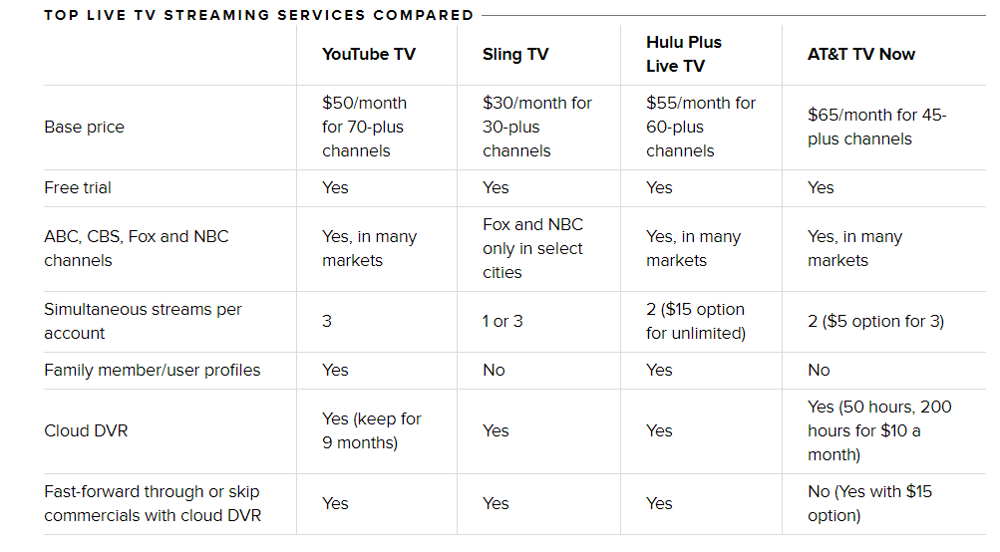 TOP LIVE TV STREAMING SERVICES COMPARED
YouTube TV
Sling TV
Hulu Plus
Live TV
AT&T TV Now
Base price
$50/month
for 70-plus
channels
$30/month for
30-plus
channels
$55/month for
60-plus
channels
$65/month for 45-
plus channels
Free trial
Yes
Yes
Yes
Yes
ABC, CBS, Fox and NBC
channels
Yes, in many
markets
Fox and NBC
only in select
cities
Yes, in many
markets
Yes, in many
markets
Simultaneous streams per
account
3
1 or 3
2 ($15 option
for unlimited)
2 ($5 option for 3)
Family member/user profiles
Yes
No
Yes
No
Cloud DVR
Yes (keep for
9 months)
Yes
Yes
Yes (50 hours, 200
hours for $10 a
month)
Fast-forward through or skip
commercials with cloud DVR
Yes
Yes
Yes
No (Yes with $15
option)